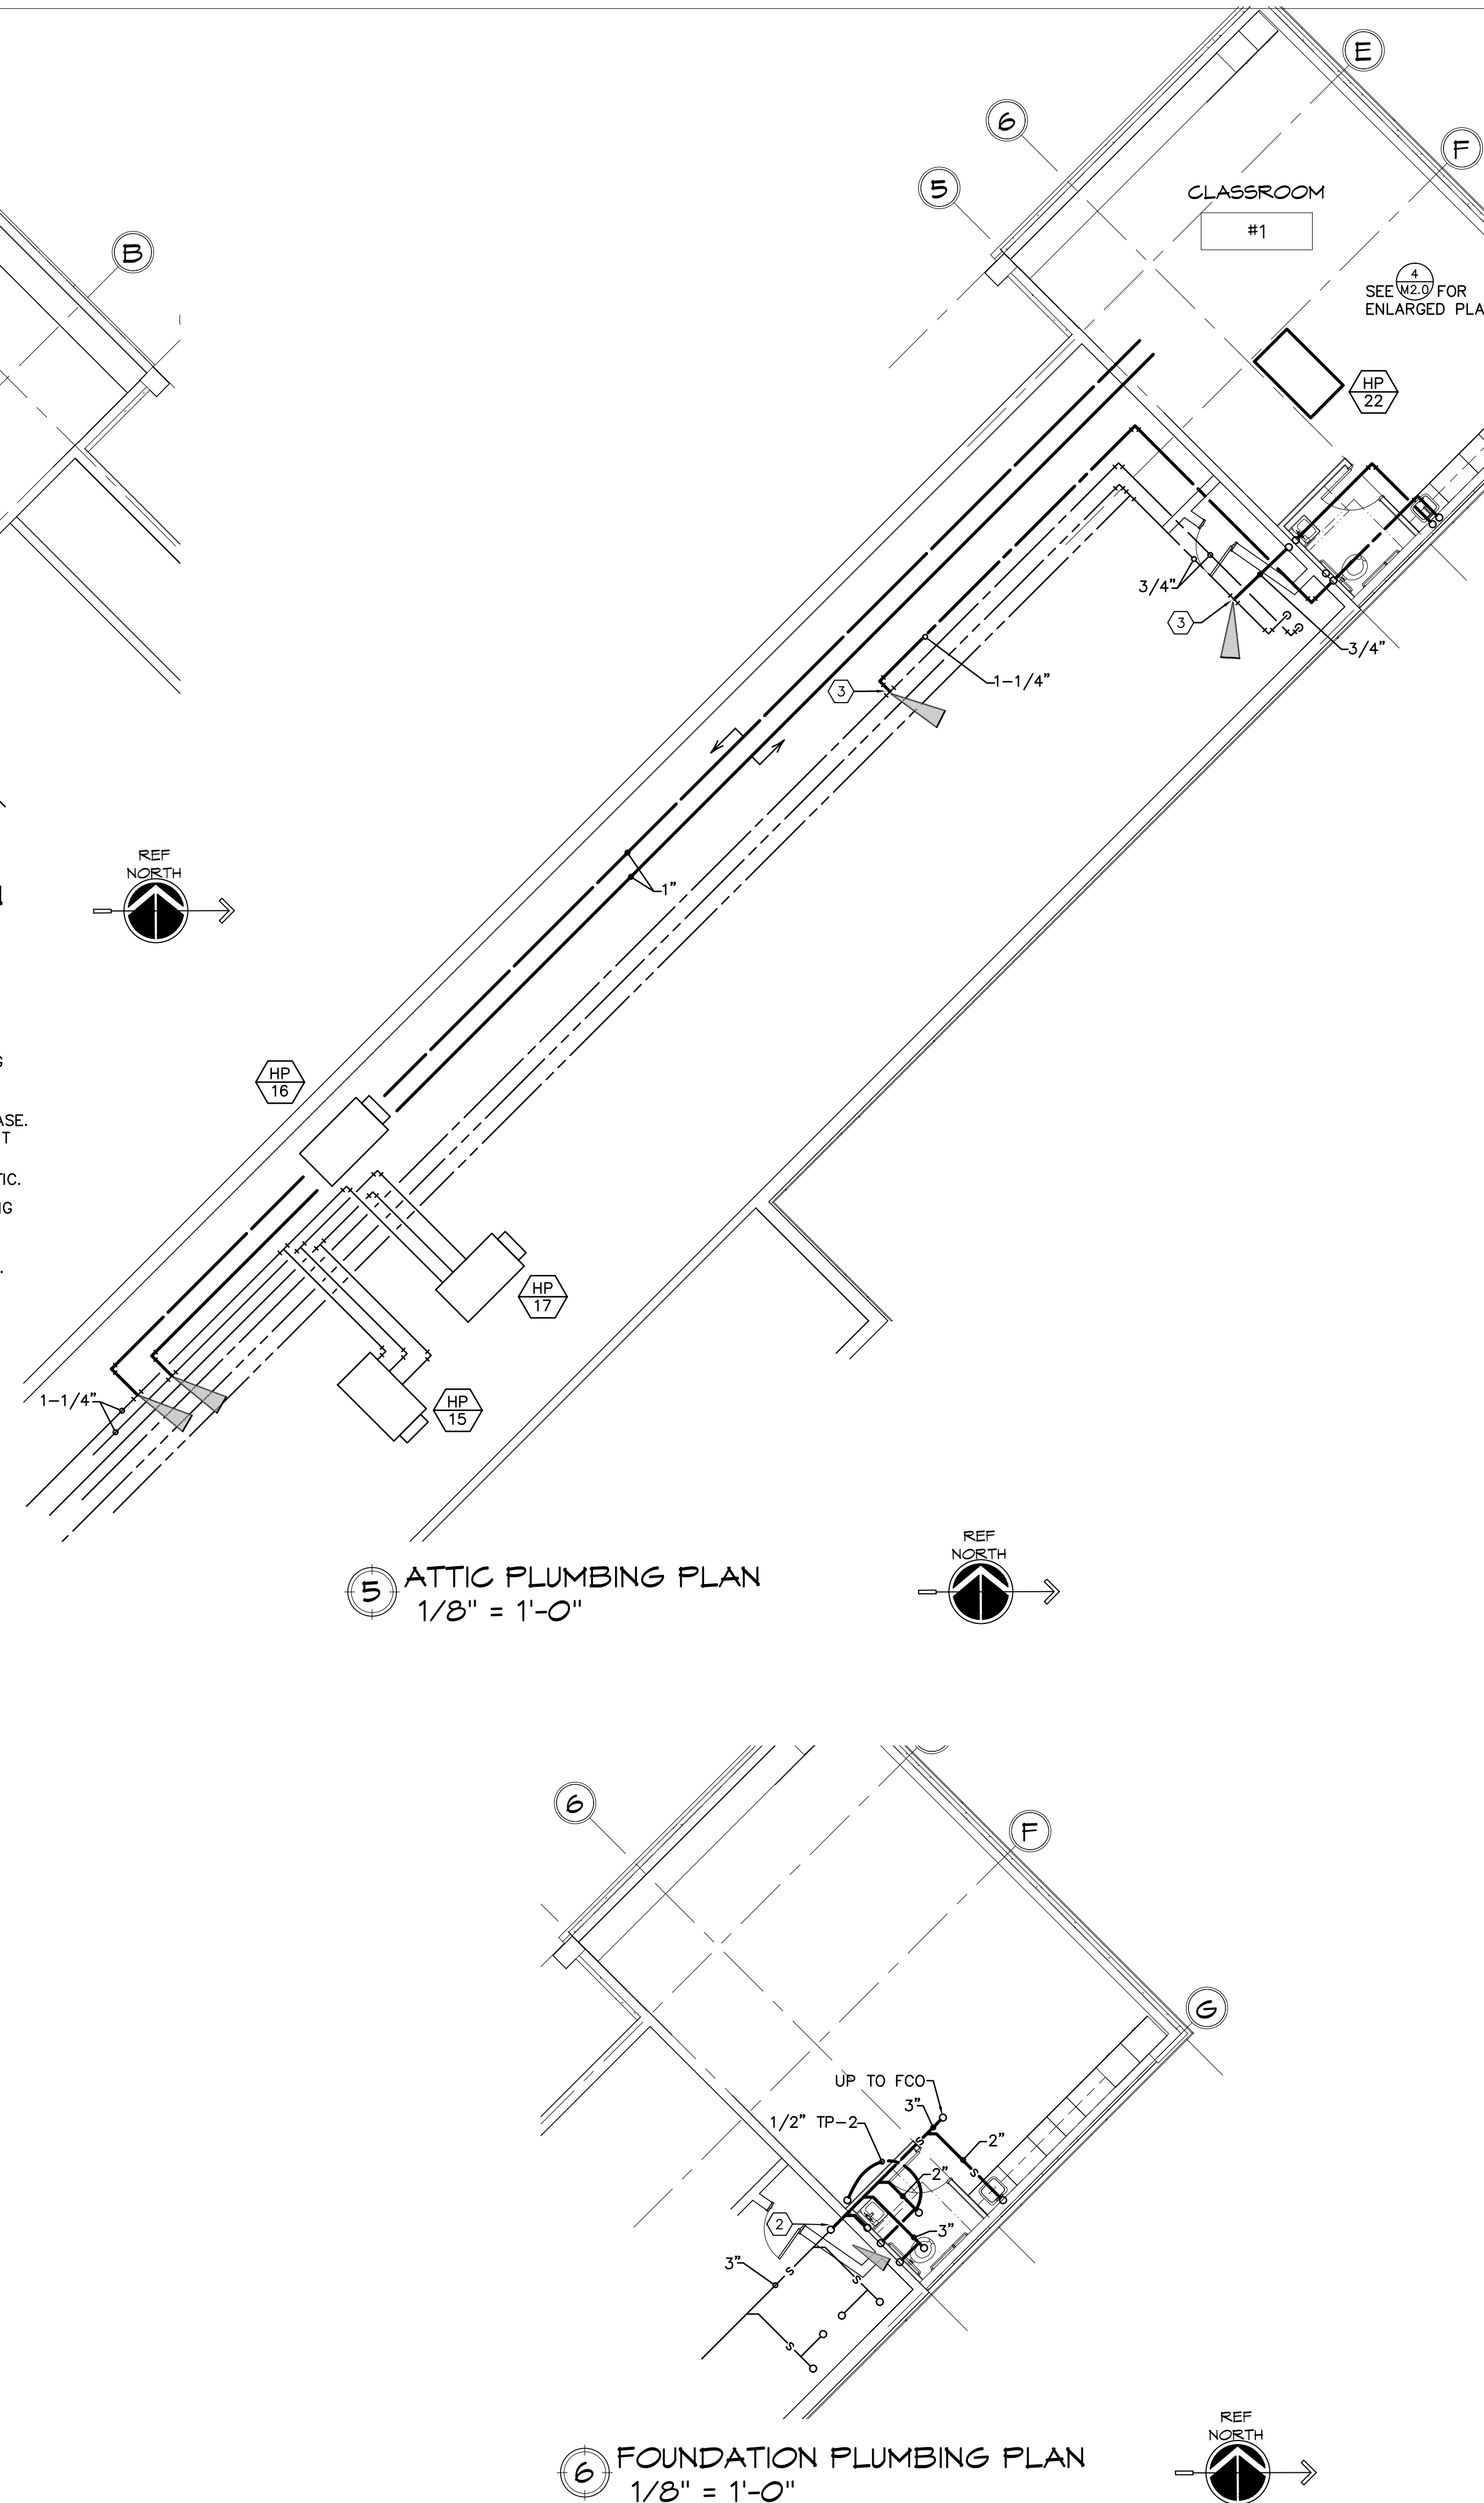 E
6
F
5
CLASSROOM
#1
B
4
M2.0
SEE FOR
ENLARGED PLA
HP
22
3/4"
3
3/4"
1-1/4"
3
REF
NORTH
1"
HP
16
ASE.
T
TIC.
IG
HP
17
1-1/4"
HP
15
REF
NORTH
5 ATTIC PLUMBING PLAN
1/8" = 1'-0"
6
F
G
UP TO FCO
3"
1/2" TP-2
S
2"
S
2"
2
3"
3"
S
S
S
REF
NORTH
6 FOUNDATION PLUMBING PLAN
1/8" = 1'-0"